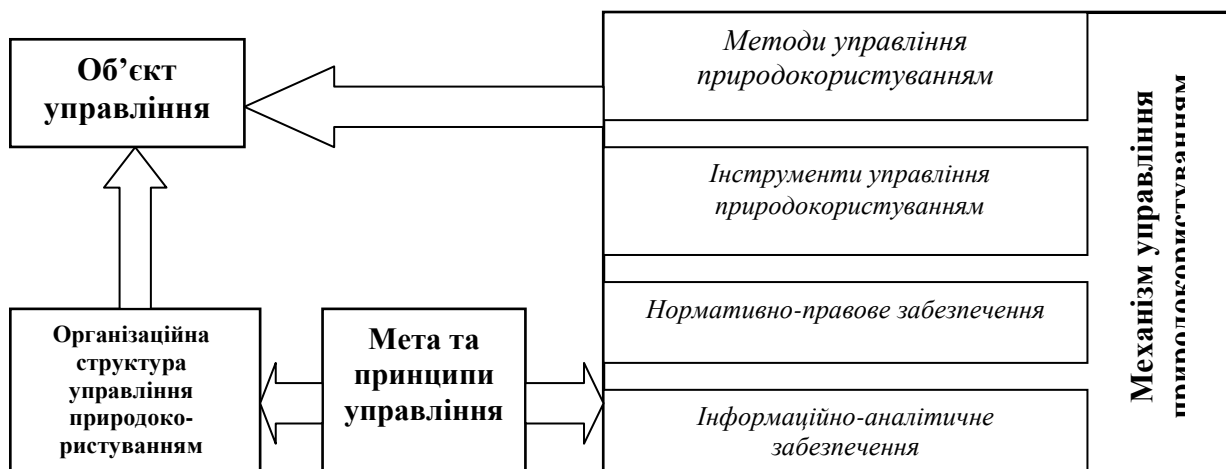 Об’єкт
управління
Методи управління
природокористуванням
Інструменти управління
природокористуванням
Нормативно-правове забезпечення
Інформаційно-аналітичне
забезпечення
Механізм управління
природокористуванням
Організаційна
структура
управління
природоко-
ристуванням
Мета та
принципи
управління